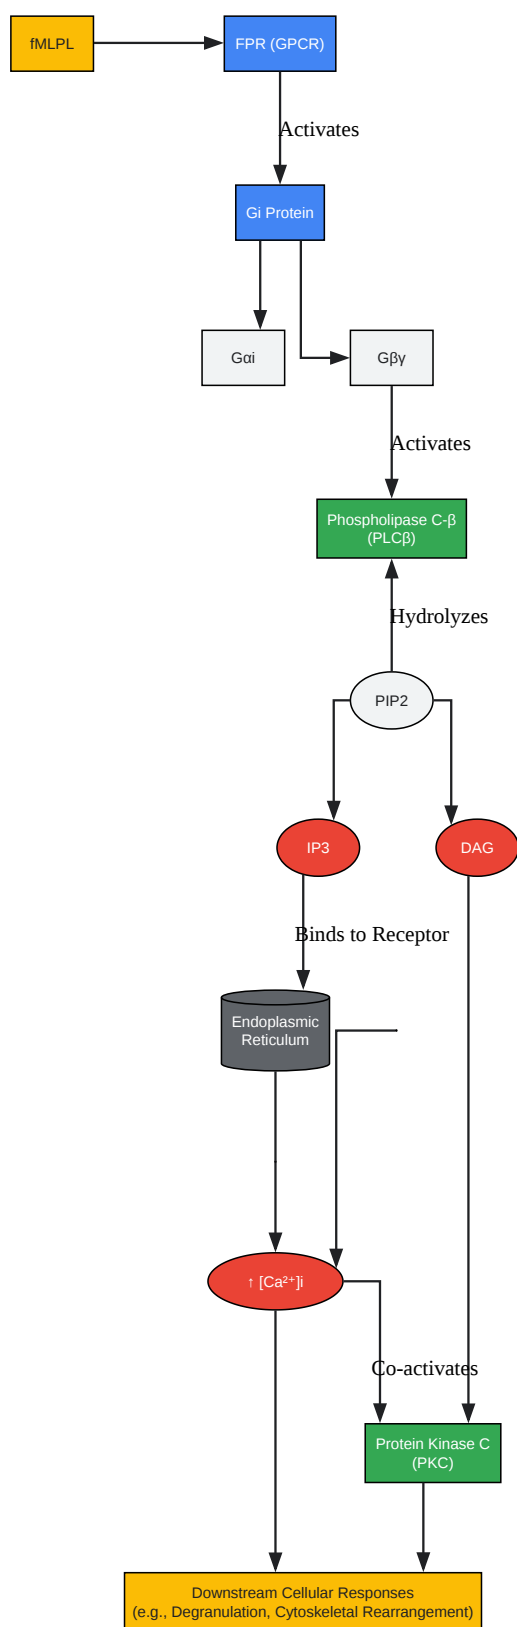 fMLPL
FPR (GPCR)
Activates
Gi Protein
Gαi
Gβγ
Activates
Phospholipase C-β
(PLCβ)
Hydrolyzes
PIP2
IP3
DAG
Binds to Receptor
Endoplasmic
Reticulum
↑ [Ca²⁺]i
Co-activates
Protein Kinase C
(PKC)
Downstream Cellular Responses
(e.g., Degranulation, Cytoskeletal Rearrangement)